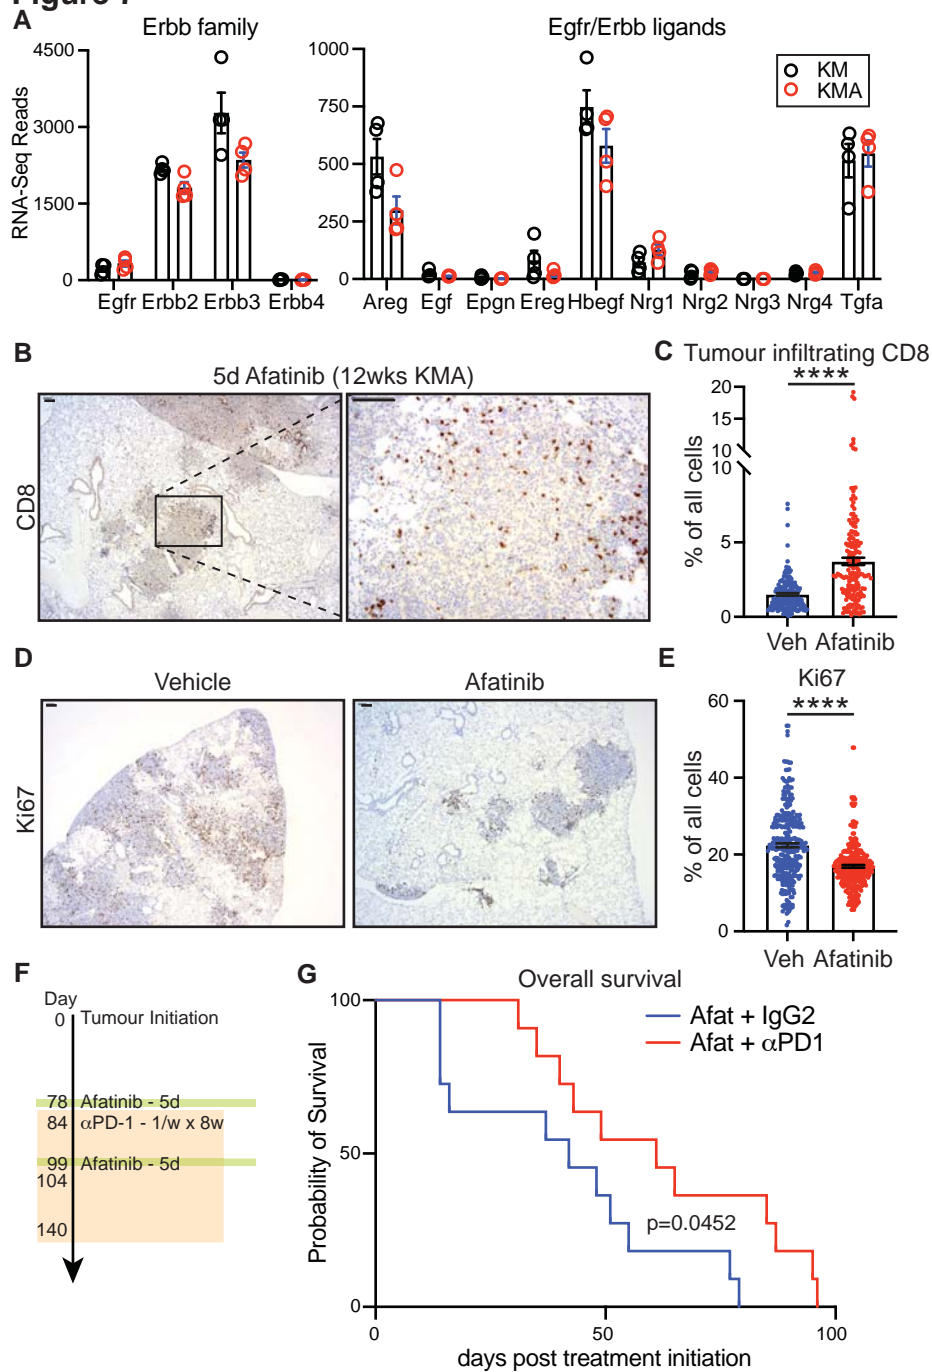 A
Erbb family
Egfr/Erbb ligands
KM
KMA
RNA-Seq Reads
4500
3000
1500
0
1000
750
500
250
0
Egfr Erbb2 Erbb3 Erbb4
Areg Egf Epgn Ereg Hbegf Nrg1 Nrg2 Nrg3 Nrg4 Tgfa
B
5d Afatinib (12wks KMA)
CD8
C Tumour infiltrating CD8
****
% of all cells
20
15
10
10
5
0
Veh Afatinib
D
Vehicle
Afatinib
Ki67
E
Ki67
****
% of all cells
60
40
20
0
Veh Afatinib
F
Day
0 Tumour Initiation
78 Afatinib - 5d
84 αPD-1 - 1/w x 8w
99 Afatinib - 5d
104
140
G
Overall survival
Afat + IgG2
Afat + αPD1
Probability of Survival
100
50
0
p=0.0452
0 50 100
days post treatment initiation